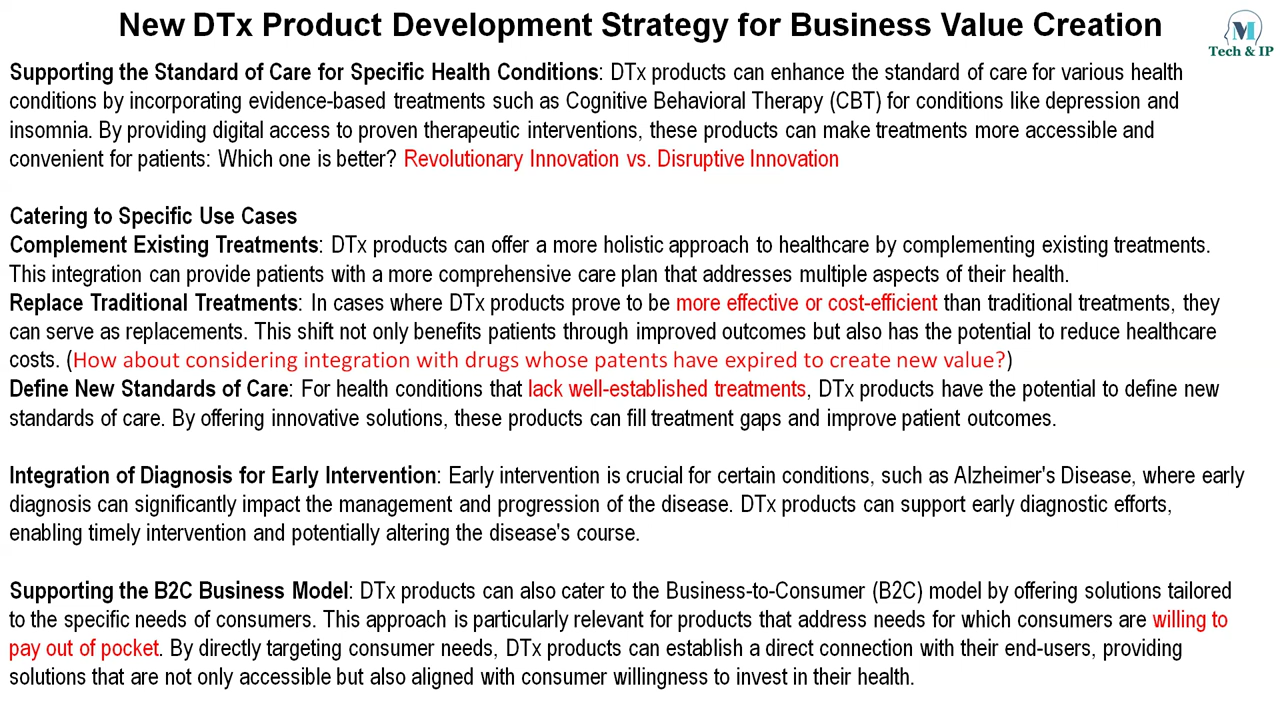 New DTx Product Development Strategy for Business Value Creation
M
Tech & IP
Supporting the Standard of Care for Specific Health Conditions: DTx products can enhance the standard of care for various health
conditions by incorporating evidence-based treatments such as Cognitive Behavioral Therapy (CBT) for conditions like depression and
insomnia. By providing digital access to proven therapeutic interventions, these products can make treatments more accessible and
convenient for patients: Which one is better? Revolutionary Innovation vs. Disruptive Innovation
Catering to Specific Use Cases
Complement Existing Treatments: DTx products can offer a more holistic approach to healthcare by complementing existing treatments.
This integration can provide patients with a more comprehensive care plan that addresses multiple aspects of their health.
Replace Traditional Treatments: In cases where DTx products prove to be more effective or cost-efficient than traditional treatments, they
can serve as replacements. This shift not only benefits patients through improved outcomes but also has the potential to reduce healthcare
costs. (How about considering integration with drugs whose patents have expired to create new value?)
Define New Standards of Care: For health conditions that lack well-established treatments, DTx products have the potential to define new
standards of care. By offering innovative solutions, these products can fill treatment gaps and improve patient outcomes.
Integration of Diagnosis for Early Intervention: Early intervention is crucial for certain conditions, such as Alzheimer's Disease, where early
diagnosis can significantly impact the management and progression of the disease. DTx products can support early diagnostic efforts,
enabling timely intervention and potentially altering the disease's course.
Supporting the B2C Business Model: DTx products can also cater to the Business-to-Consumer (B2C) model by offering solutions tailored
to the specific needs of consumers. This approach is particularly relevant for products that address needs for which consumers are willing to
pay out of pocket. By directly targeting consumer needs, DTx products can establish a direct connection with their end-users, providing
solutions that are not only accessible but also aligned with consumer willingness to invest in their health.